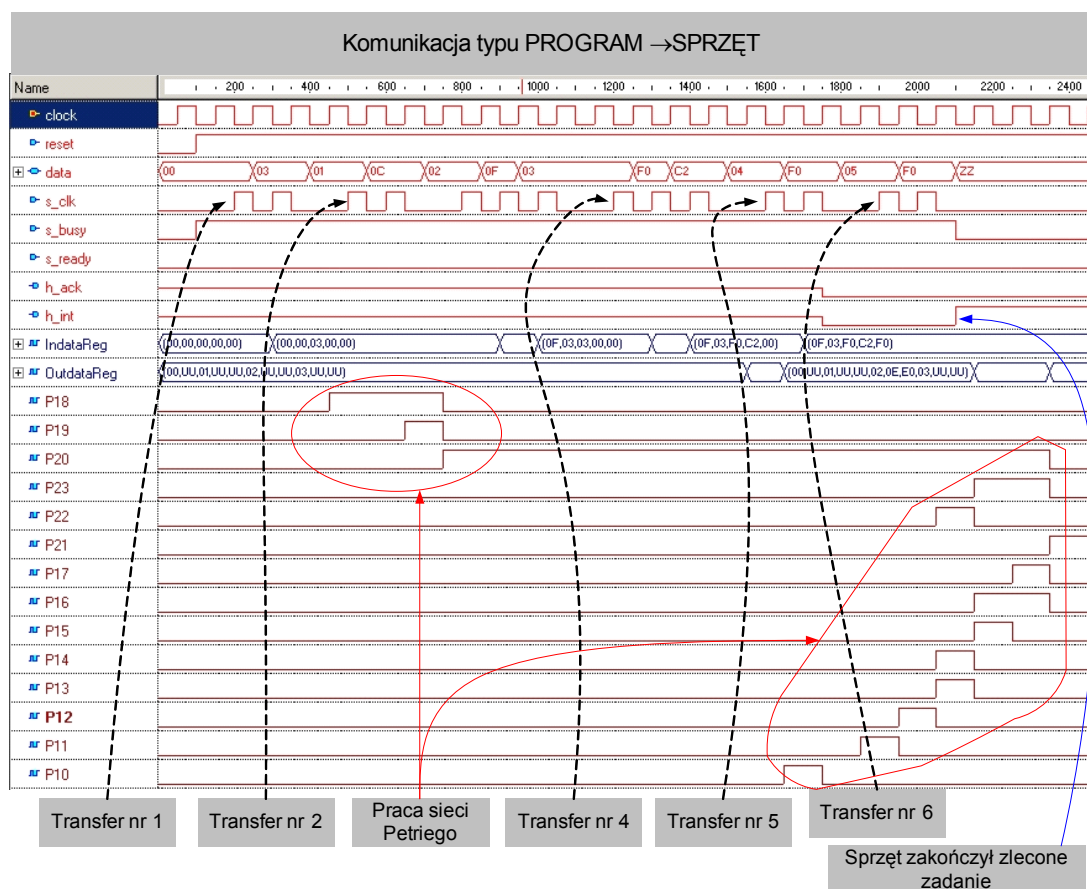 Komunikacja typu PROGRAM →SPRZĘT
Name
200 400 600 800 1000 1200 1400 1600 1800 2000 2200 2400
clock
reset
data 00 03 01 0C 02 0F 03 F0 C2 04 F0 05 F0 ZZ
s_clk
s_busy
s_ready
h_ack
h_int
IndataReg (00,00,00,00,00) (00,00,03,00,00) (0F,03,03,00,00) (0F,03,F0,C2,00) (0F,03,F0,C2,F0)
OutdataReg (00,UU,01,UU,UU,02,UU,UU,03,UU,UU) (00,UU,01,UU,UU,02,0E,E0,03,UU,UU)
P18
P19
P20
P23
P22
P21
P17
P16
P15
P14
P13
P12
P11
P10
Transfer nr 1
Transfer nr 2
Praca sieci
Petriego
Transfer nr 4
Transfer nr 5
Transfer nr 6
Sprzęt zakończył zlecone
zadanie